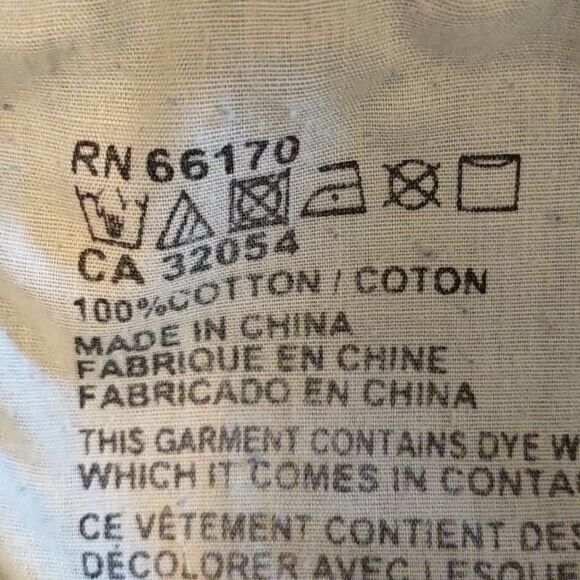 RN 66170
CA 32054
100%COTTON / COTON
MADE IN CHINA
FABRIQUE EN CHINE
FABRICADO EN CHINA
THIS GARMENT CONTAINS DYE
WHICH IT COMES IN
CE VÊTEMENT CONTIENT
DÉCOLORER AVEC